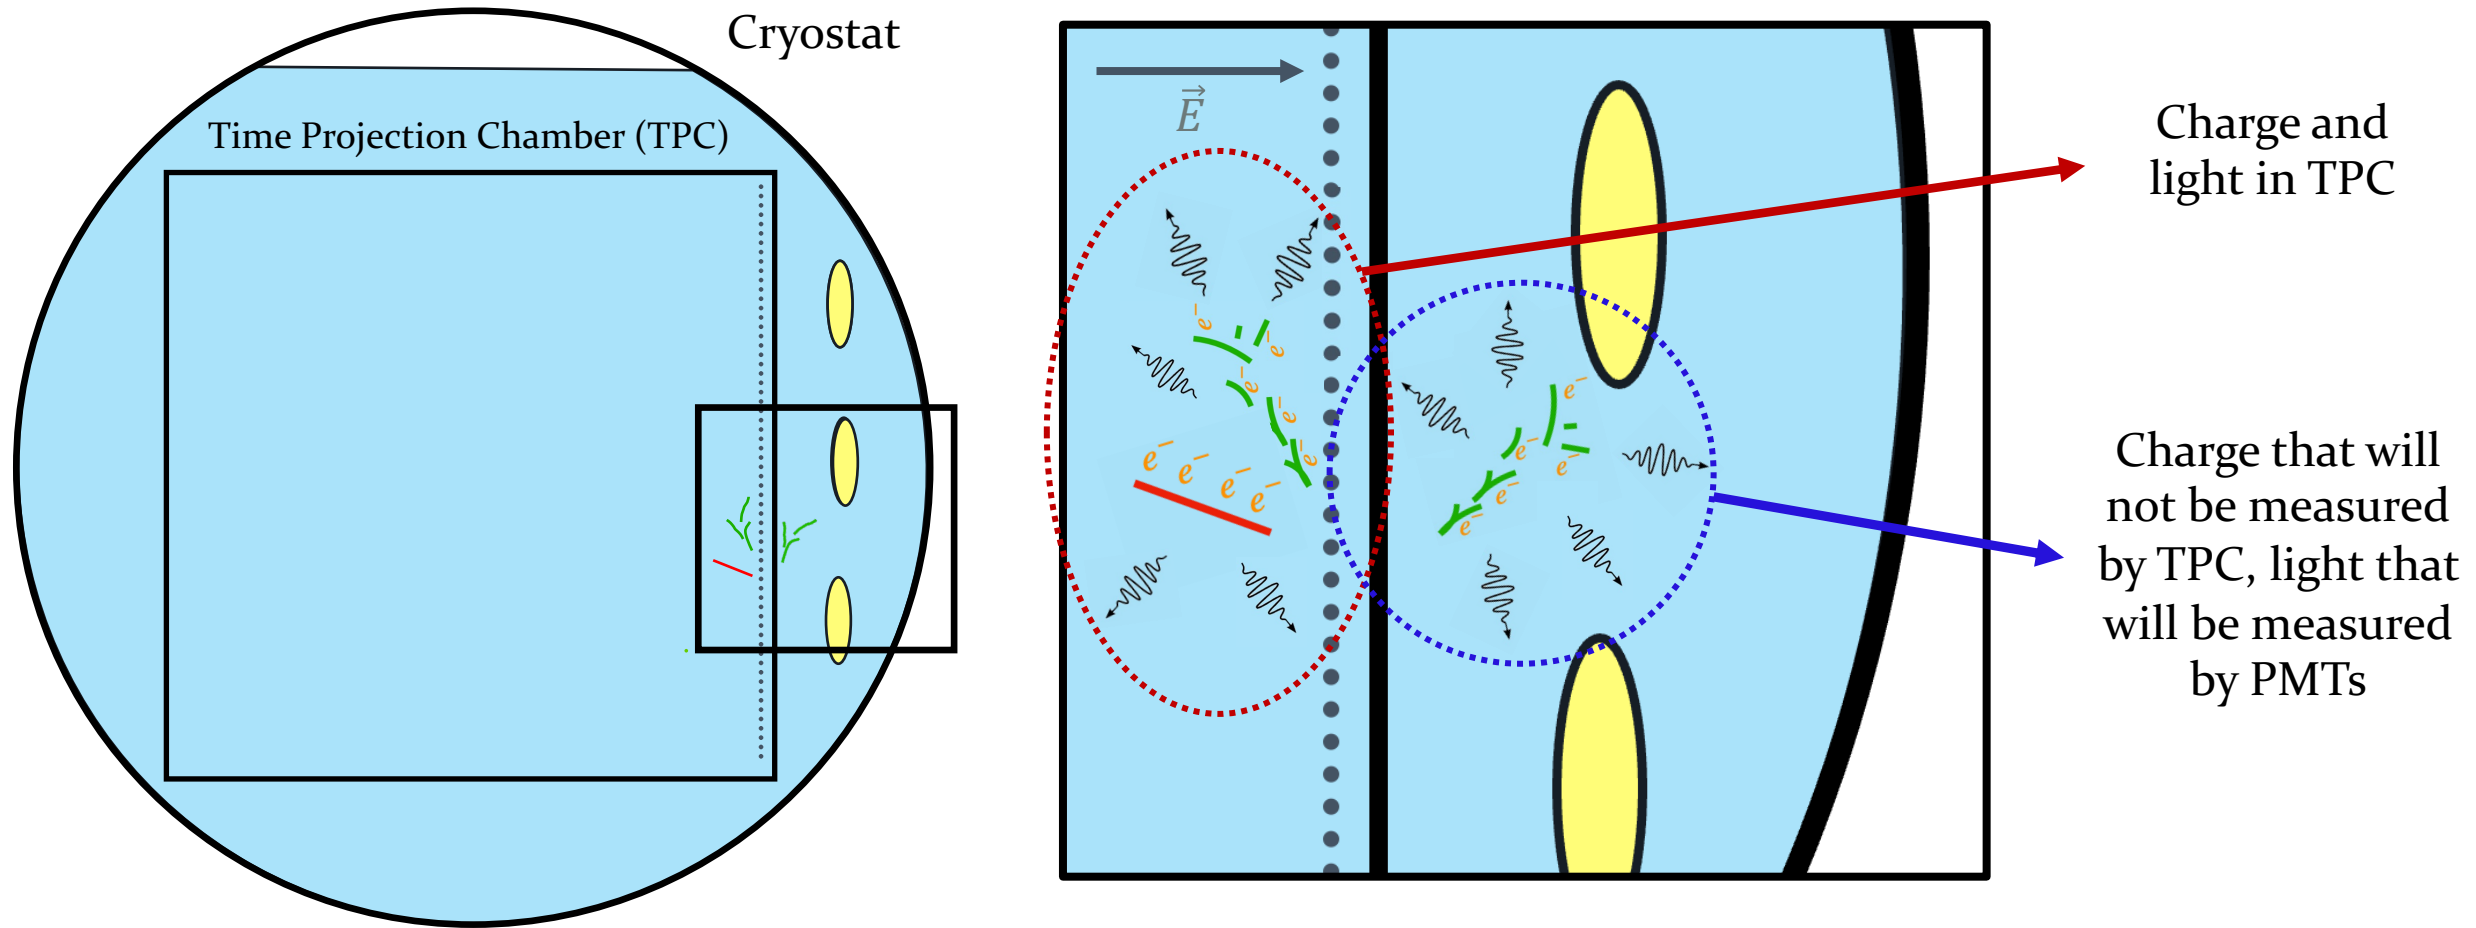 Cryostat
Time Projection Chamber (TPC)
$\vec{E}$
e⁻
e⁻
e⁻
e⁻
e⁻
e⁻
e⁻
e⁻
e⁻
e⁻
e⁻
e⁻
e⁻
e⁻
Charge and
light in TPC
Charge that will
not be measured
by TPC, light that
will be measured
by PMTs